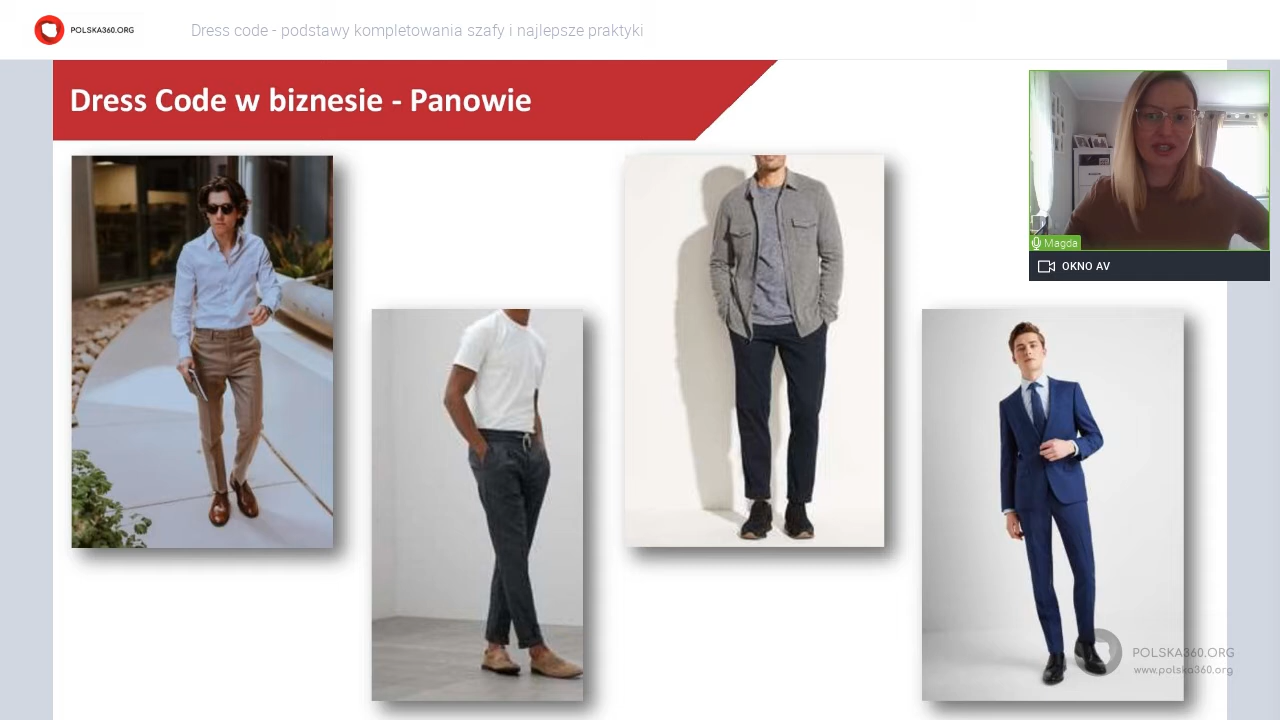 POLSKA360.ORG
Dress code - podstawy kompletowania szafy i najlepsze praktyki
Dress Code w biznesie - Panowie
Magda
OKNO AV
POLSKA360.ORG
www.polska360.org